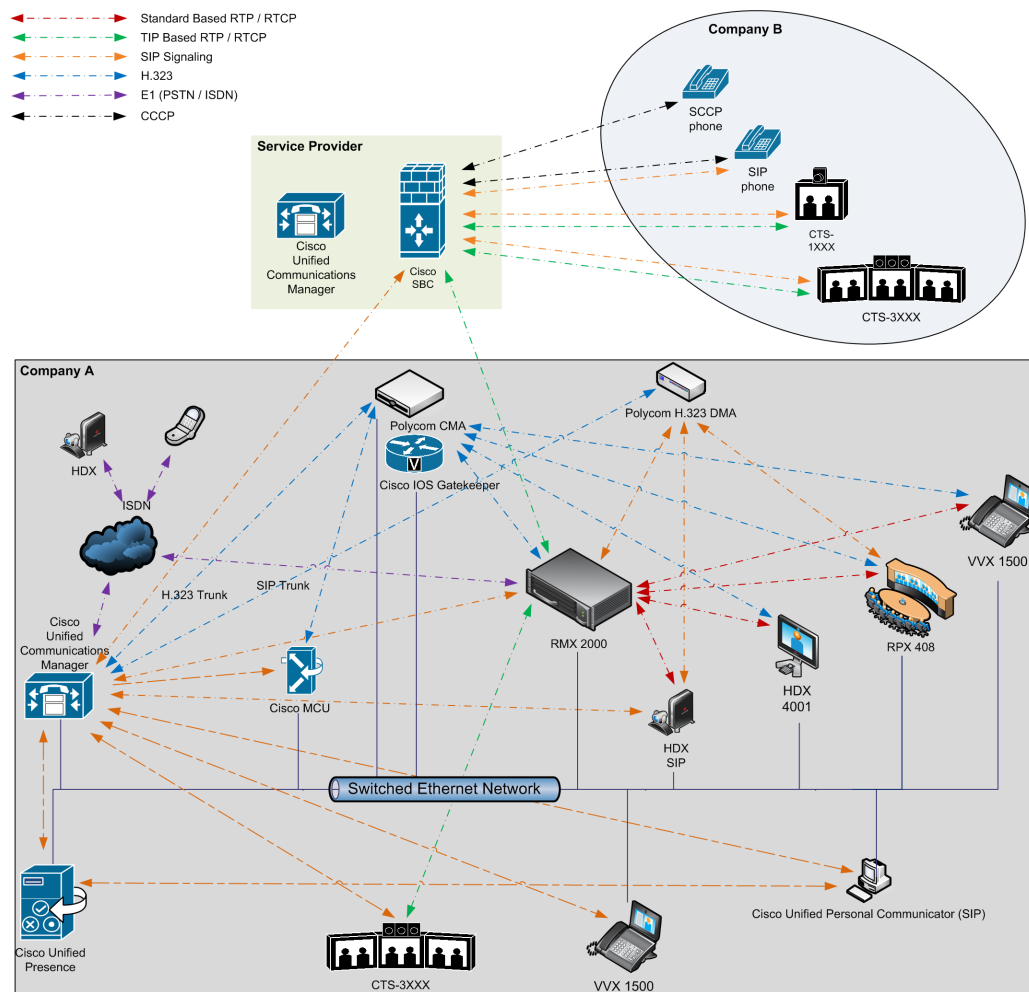 Standard Based RTP / RTCP
TIP Based RTP / RTCP
SIP Signaling
H.323
E1 (PSTN / ISDN)
CCCP
Company B
SCCP
phone
SIP
phone
CTS-
1XXX
CTS-3XXX
Service Provider
Cisco
Unified
Communications
Manager
Cisco
SBC
Company A
HDX
ISDN
Polycom CMA
Cisco IOS Gatekeeper
V
Polycom H.323 DMA
VVX 1500
H.323 Trunk
SIP Trunk
Cisco
Unified
Communications
Manager
Cisco MCU
RMX 2000
RPX 408
HDX
4001
HDX
SIP
Switched Ethernet Network
Cisco Unified
Presence
CTS-3XXX
VVX 1500
Cisco Unified Personal Communicator (SIP)